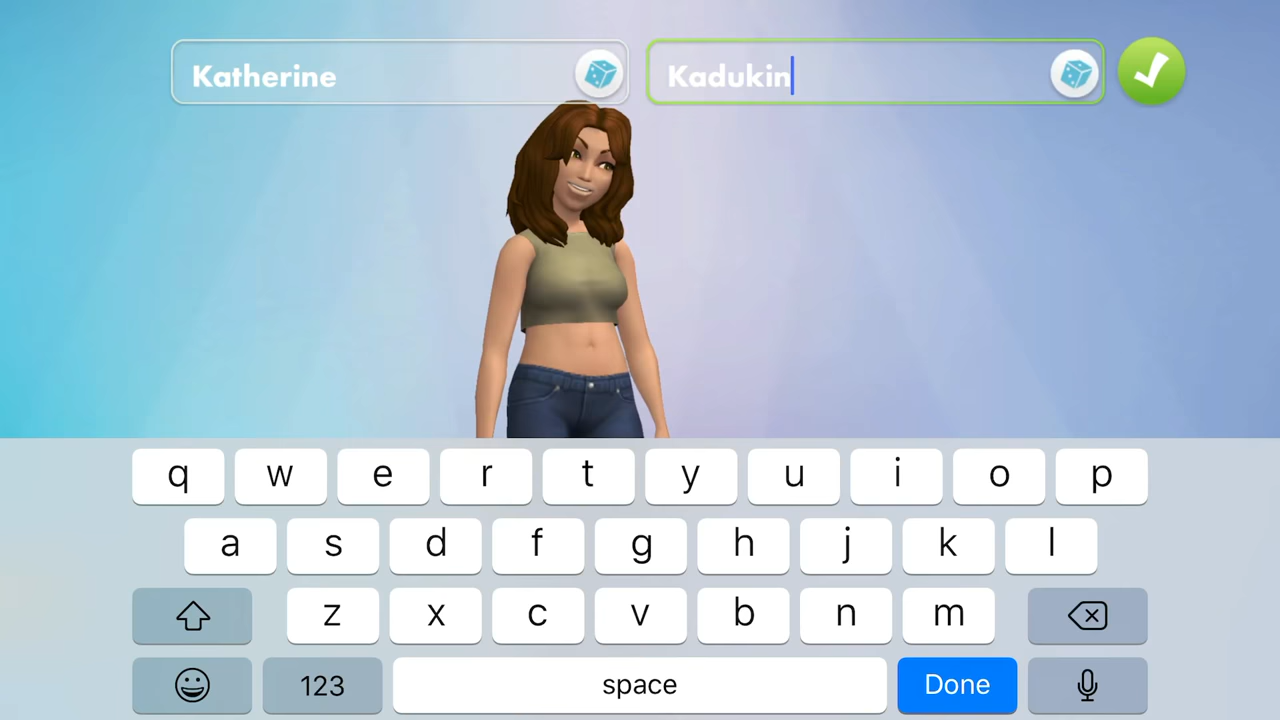 Katherine
Kadukin
q w e r t y u i o p
a s d f g h j k l
z x c v b n m
123 space Done